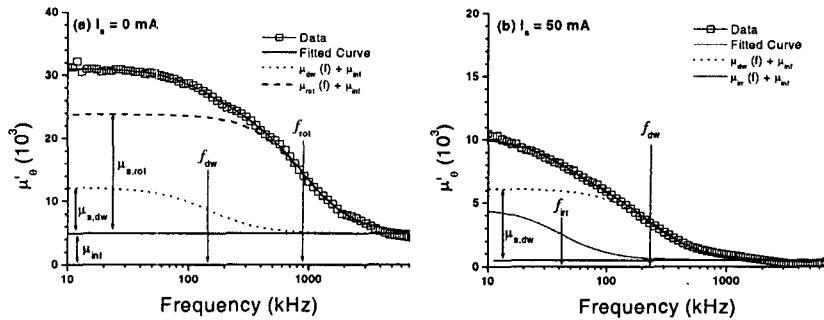 (a) I_s = 0 mA
Data
Fitted Curve
μ_dw (f) + μ_inf
μ_rot (f) + μ_inf
40
30
20
10
0
μ'_θ (10^3)
f_dw
f_rot
μ_s,rot
μ_s,dw
μ_inf
10
100
1000
Frequency (kHz)
(b) I_s = 50 mA
Data
Fitted Curve
μ_dw (f) + μ_inf
μ_irr (f) + μ_inf
20
15
10
5
0
μ'_θ (10^3)
f_dw
f_irr
μ_s,dw
10
100
1000
Frequency (kHz)